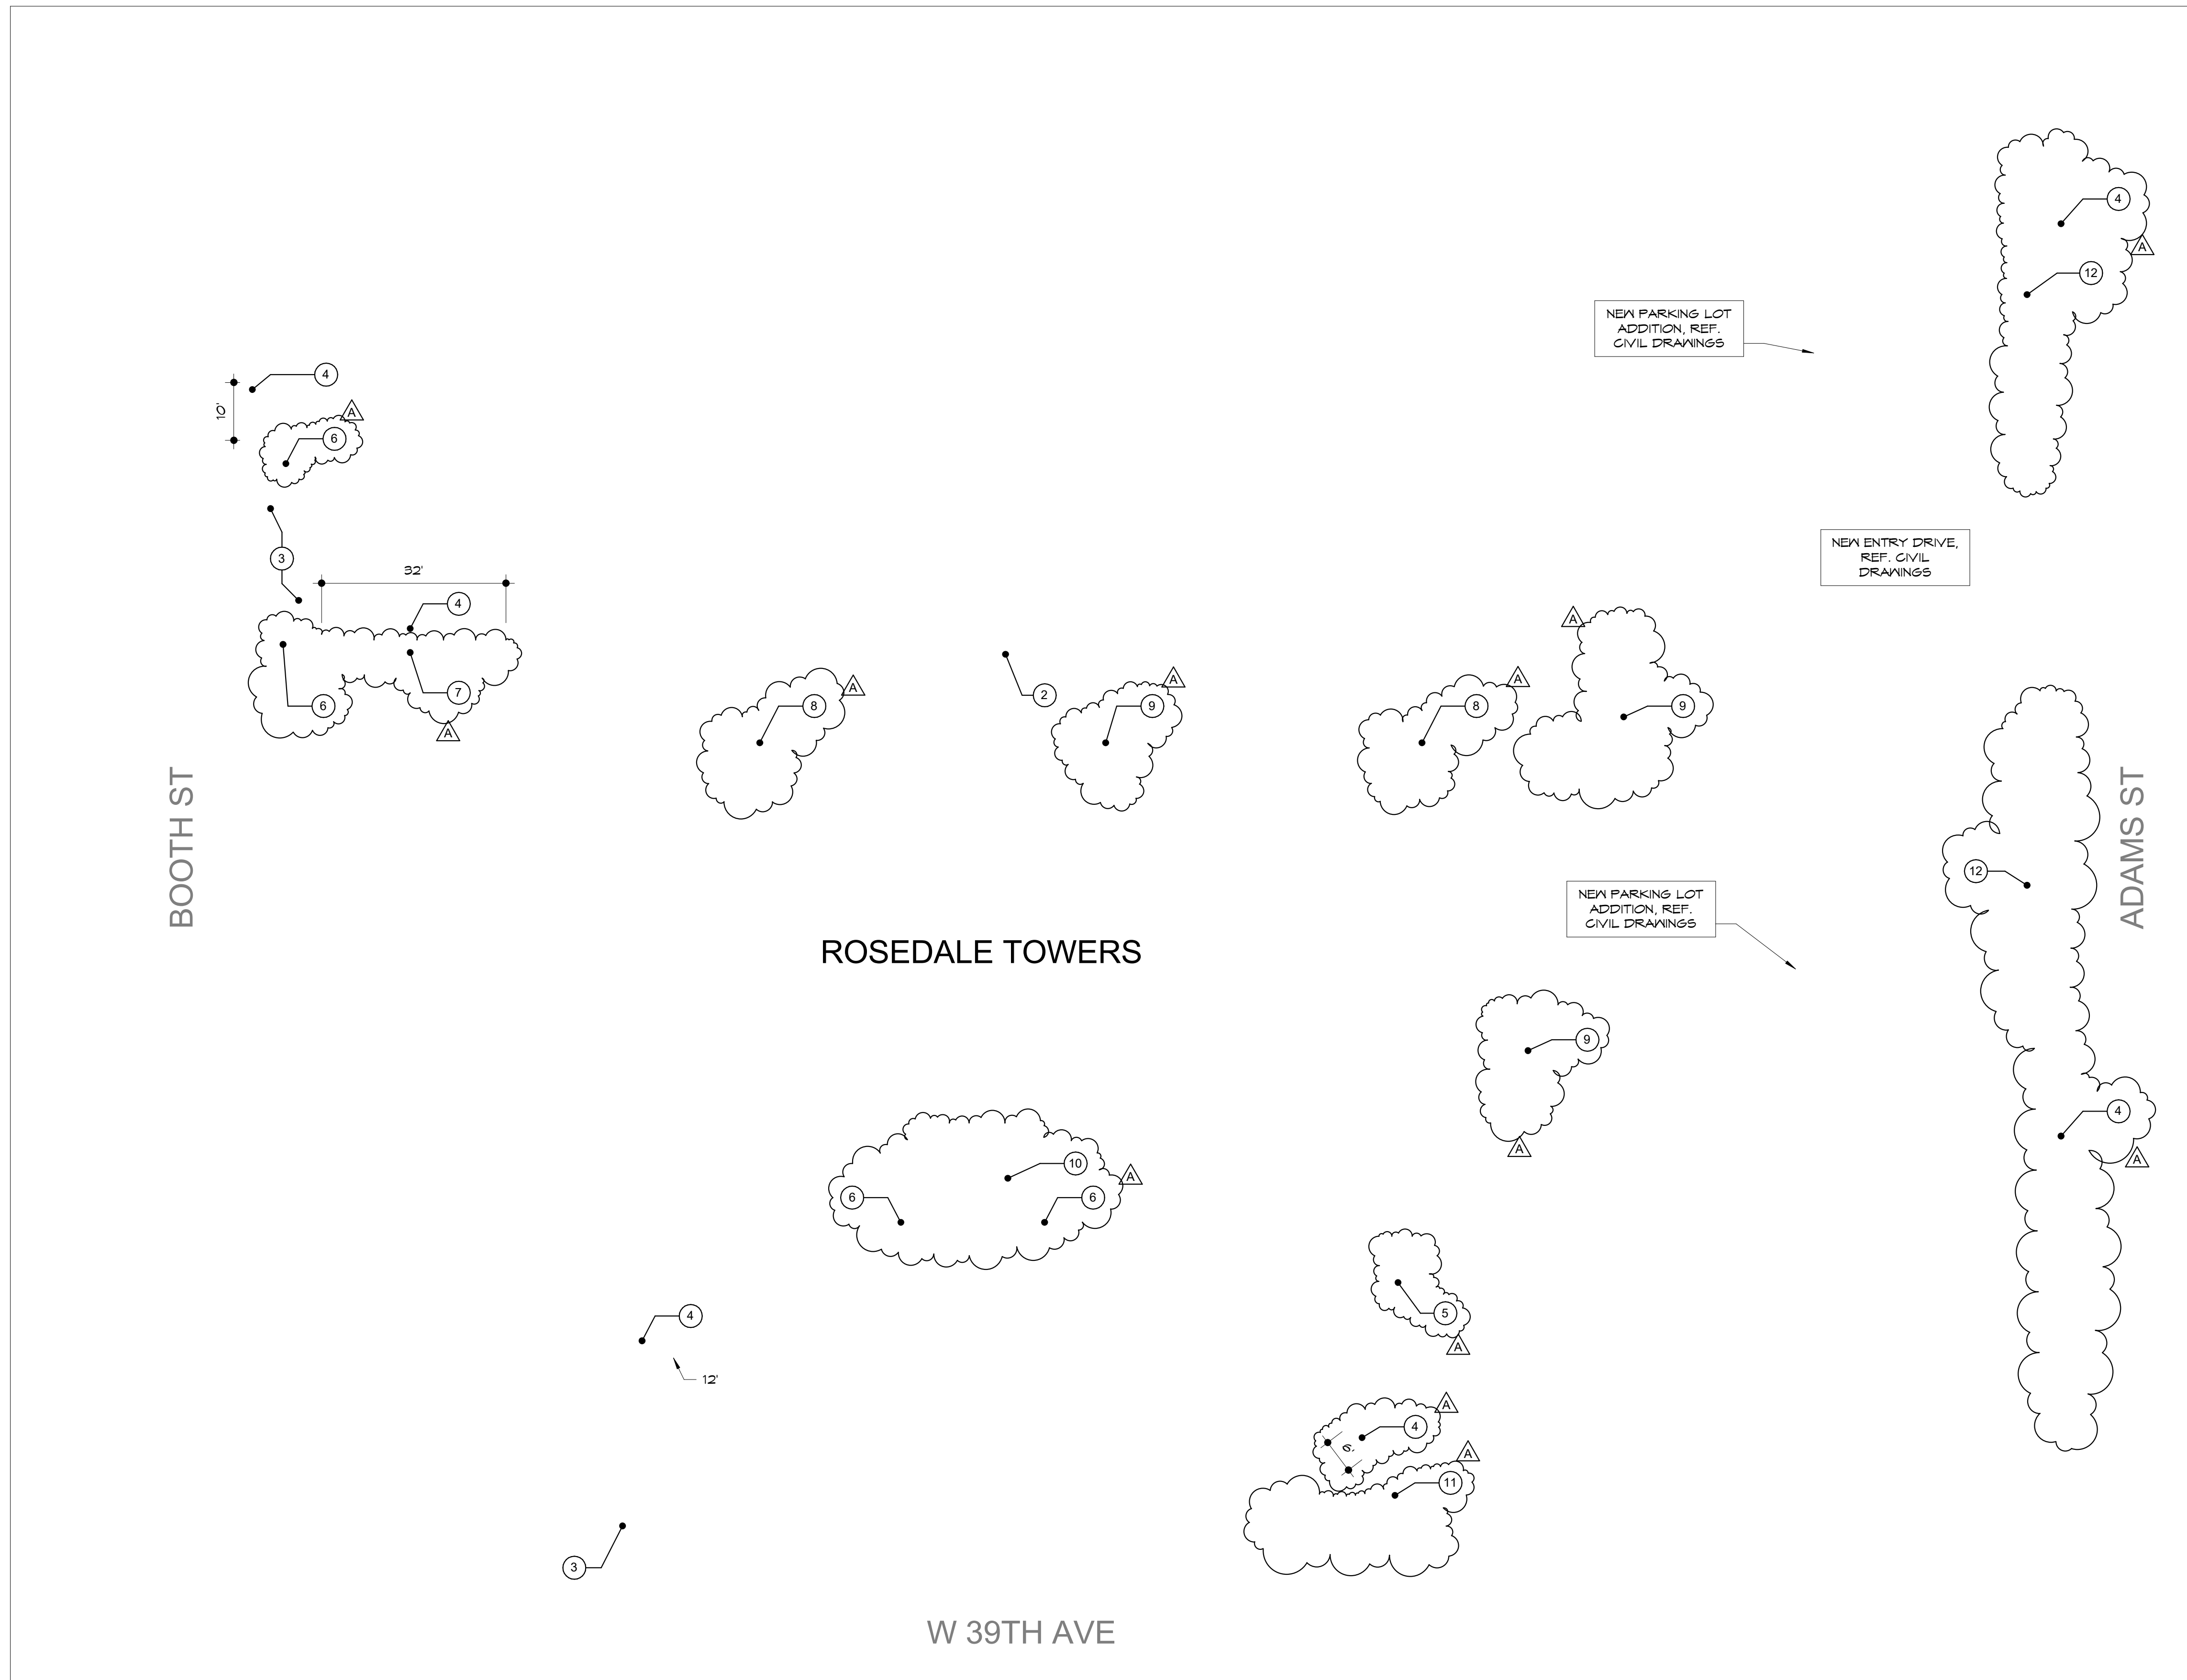 4
A
12
NEW PARKING LOT
ADDITION, REF.
CIVIL DRAWINGS
4
10'
A
6
NEW ENTRY DRIVE,
REF. CIVIL
DRAWINGS
3
32'
4
A
7
6
A
A
8
2
A
9
A
8
9
BOOTH ST
ADAMS ST
12
NEW PARKING LOT
ADDITION, REF.
CIVIL DRAWINGS
ROSEDALE TOWERS
9
A
4
A
10
A
6
6
5
A
4
12'
A
4
6'
A
11
3
W 39TH AVE